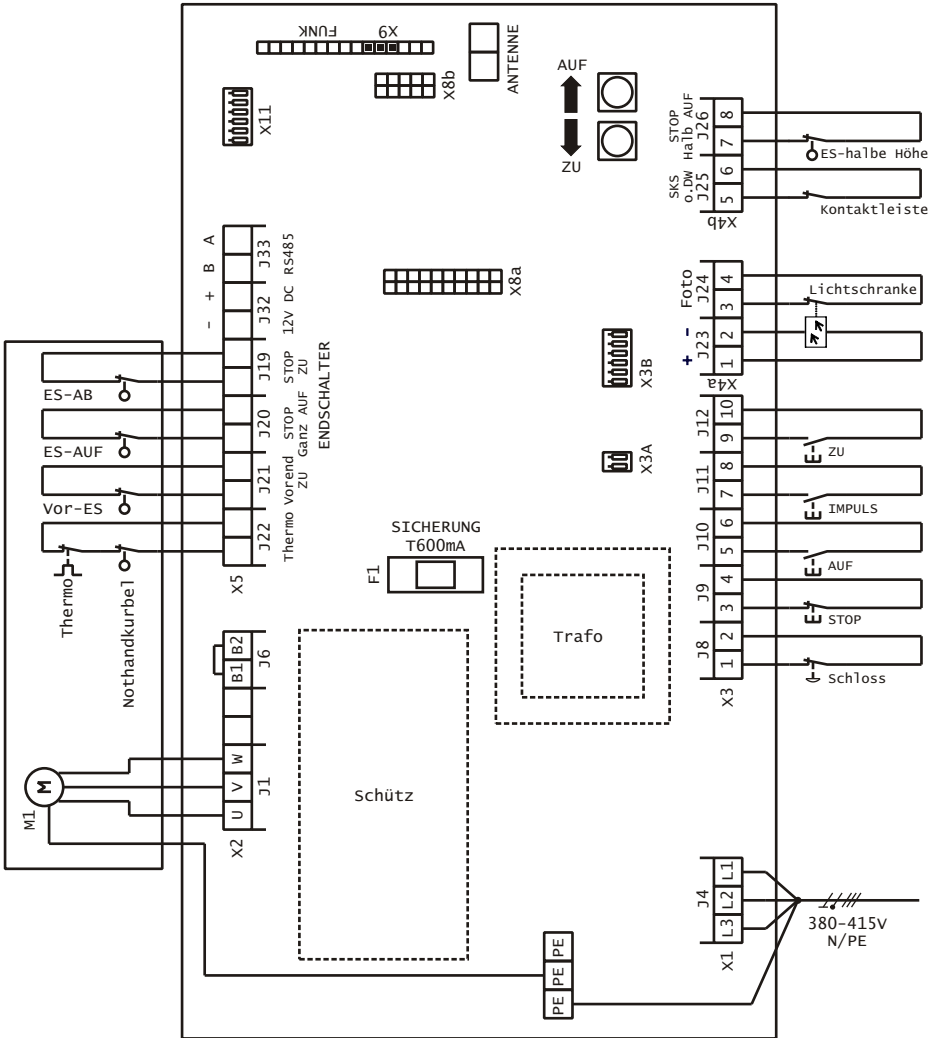 FUNK
X9
X8b
ANTENNE
X11
AUF
ZU
STOP
Halb AUF
J26
8
7
ES-halbe Höhe
SKS
o.DW
J25
6
5
Kontaktleiste
X4b
A
B
+
-
J33
RS485
J32
12V DC
X8a
Foto
J24
4
3
Lichtschranke
- 
+
J23
2
1
X4a
ES-AB
J19
STOP
ZU
ES-AUF
J20
STOP
Ganz AUF
ENDSCHALTER
Vor-ES
J21
Vorend
ZU
J22
Thermo
X5
Thermo
Nothandkurbel
X3B
X3A
SICHERUNG
T600mA
F1
Trafo
J12
10
9
ZU
J11
8
7
IMPULS
J10
6
5
AUF
J9
4
3
STOP
J8
2
1
Schloss
X3
B2
B1
J6
W
V
U
J1
X2
M
M1
Schütz
J4
L1
L2
L3
X1
380-415V
N/PE
PE
PE
PE